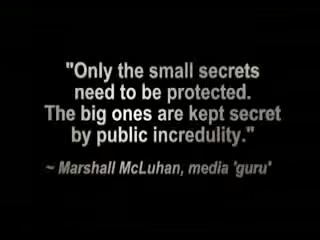 "Only the small secrets
need to be protected.
The big ones are kept secret
by public incredulity."
~ Marshall McLuhan, media 'guru'